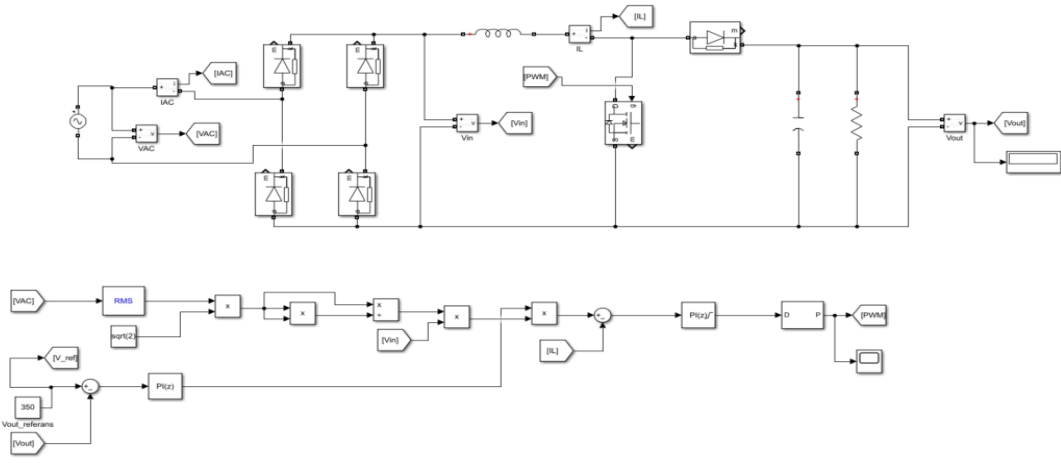 [IL]
m
m
m
IL
[IAC]
[PWM]
g
D
IAC
[VAC]
v
[Vin]
v
[Vout]
VAC
Vin
Vout
S
m
m
m
[VAC]
RMS
x
x
x
÷
x
x
PI(z)
D
P
[PWM]
sqrt(2)
[Vin]
[IL]
[V_ref]
PI(z)
350
Vout_referans
[Vout]